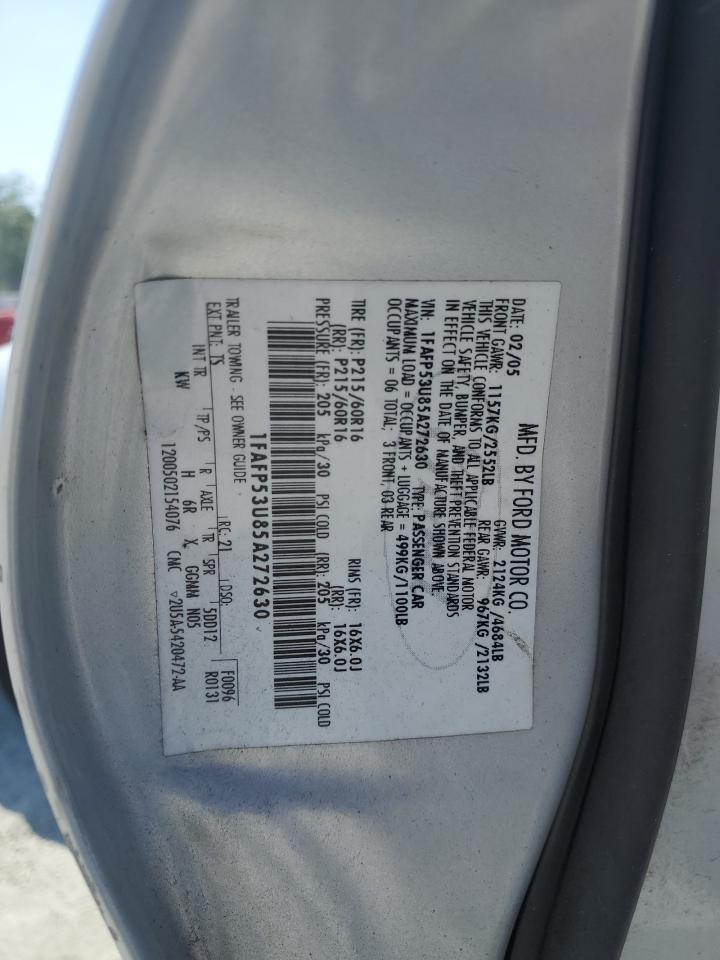 MFD. BY FORD MOTOR CO.
DATE: 02/05 GVWR: 2124KG /4684LB
FRONT GAWR: 1157KG/2552LB REAR GAWR: 967KG /2132LB
THIS VEHICLE CONFORMS TO ALL APPLICABLE FEDERAL MOTOR
VEHICLE SAFETY, BUMPER, AND THEFT PREVENTION STANDARDS
IN EFFECT ON THE DATE OF MANUFACTURE SHOWN ABOVE.
VIN: 1FAFP53U85A272630 TYPE: PASSENGER CAR
MAXIMUM LOAD = OCCUPANTS + LUGGAGE = 499KG/1100LB
OCCUPANTS = 06 TOTAL: 3 FRONT, 03 REAR
TIRE (FR): P215/60R16 RIMS (FR): 16X6.0J
(RR): P215/60R16 16X6.0J
PRESSURE (FR): 205 kPa/30 PSI COLD (RR): 205 kPa/30 PSI COLD
1FAFP53U85A272630
TRAILER TOWING - SEE OWNER GUIDE
EXT PNT: TS RC: 21 DSO: F0096
R0131
INT TR TP/PS R AXLE TR SPR 5DD12
KW H 6R X GGMM N05
1200502154076 CMC 2U5A-5420472-AA